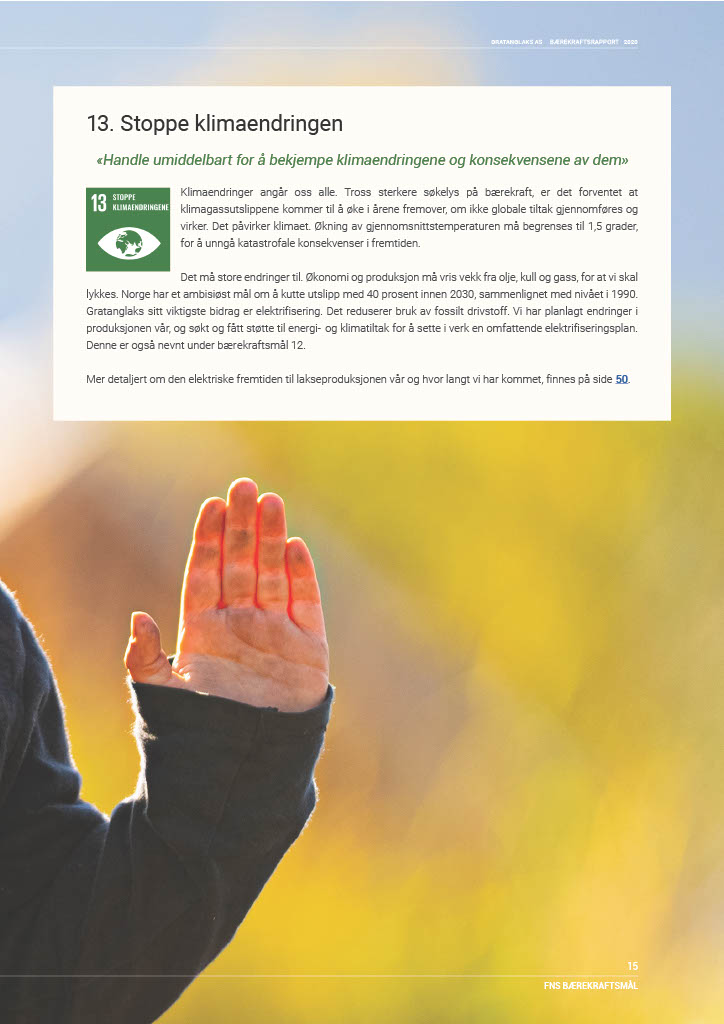 GRATANGLAKS AS BÆREKRAFTSRAPPORT 2020
13. Stoppe klimaendringen
«Handle umiddelbart for å bekjempe klimaendringene og konsekvensene av dem»
13 STOPPE
KLIMAENDRINGENE
Klimaendringer angår oss alle. Tross sterkere søkelys på bærekraft, er det forventet at
klimagassutslippene kommer til å øke i årene fremover, om ikke globale tiltak gjennomføres og
virker. Det påvirker klimaet. Økning av gjennomsnittstemperaturen må begrenses til 1,5 grader,
for å unngå katastrofale konsekvenser i fremtiden.
Det må store endringer til. Økonomi og produksjon må vris vekk fra olje, kull og gass, for at vi skal
lykkes. Norge har et ambisiøst mål om å kutte utslipp med 40 prosent innen 2030, sammenlignet med nivået i 1990.
Gratanglaks sitt viktigste bidrag er elektrifisering. Det reduserer bruk av fossilt drivstoff. Vi har planlagt endringer i
produksjonen vår, og søkt og fått støtte til energi- og klimatiltak for å sette i verk en omfattende elektrifiseringsplan.
Denne er også nevnt under bærekraftsmål 12.
Mer detaljert om den elektriske fremtiden til lakseproduksjonen vår og hvor langt vi har kommet, finnes på side 50.
15
FNS BÆREKRAFTSMÅL